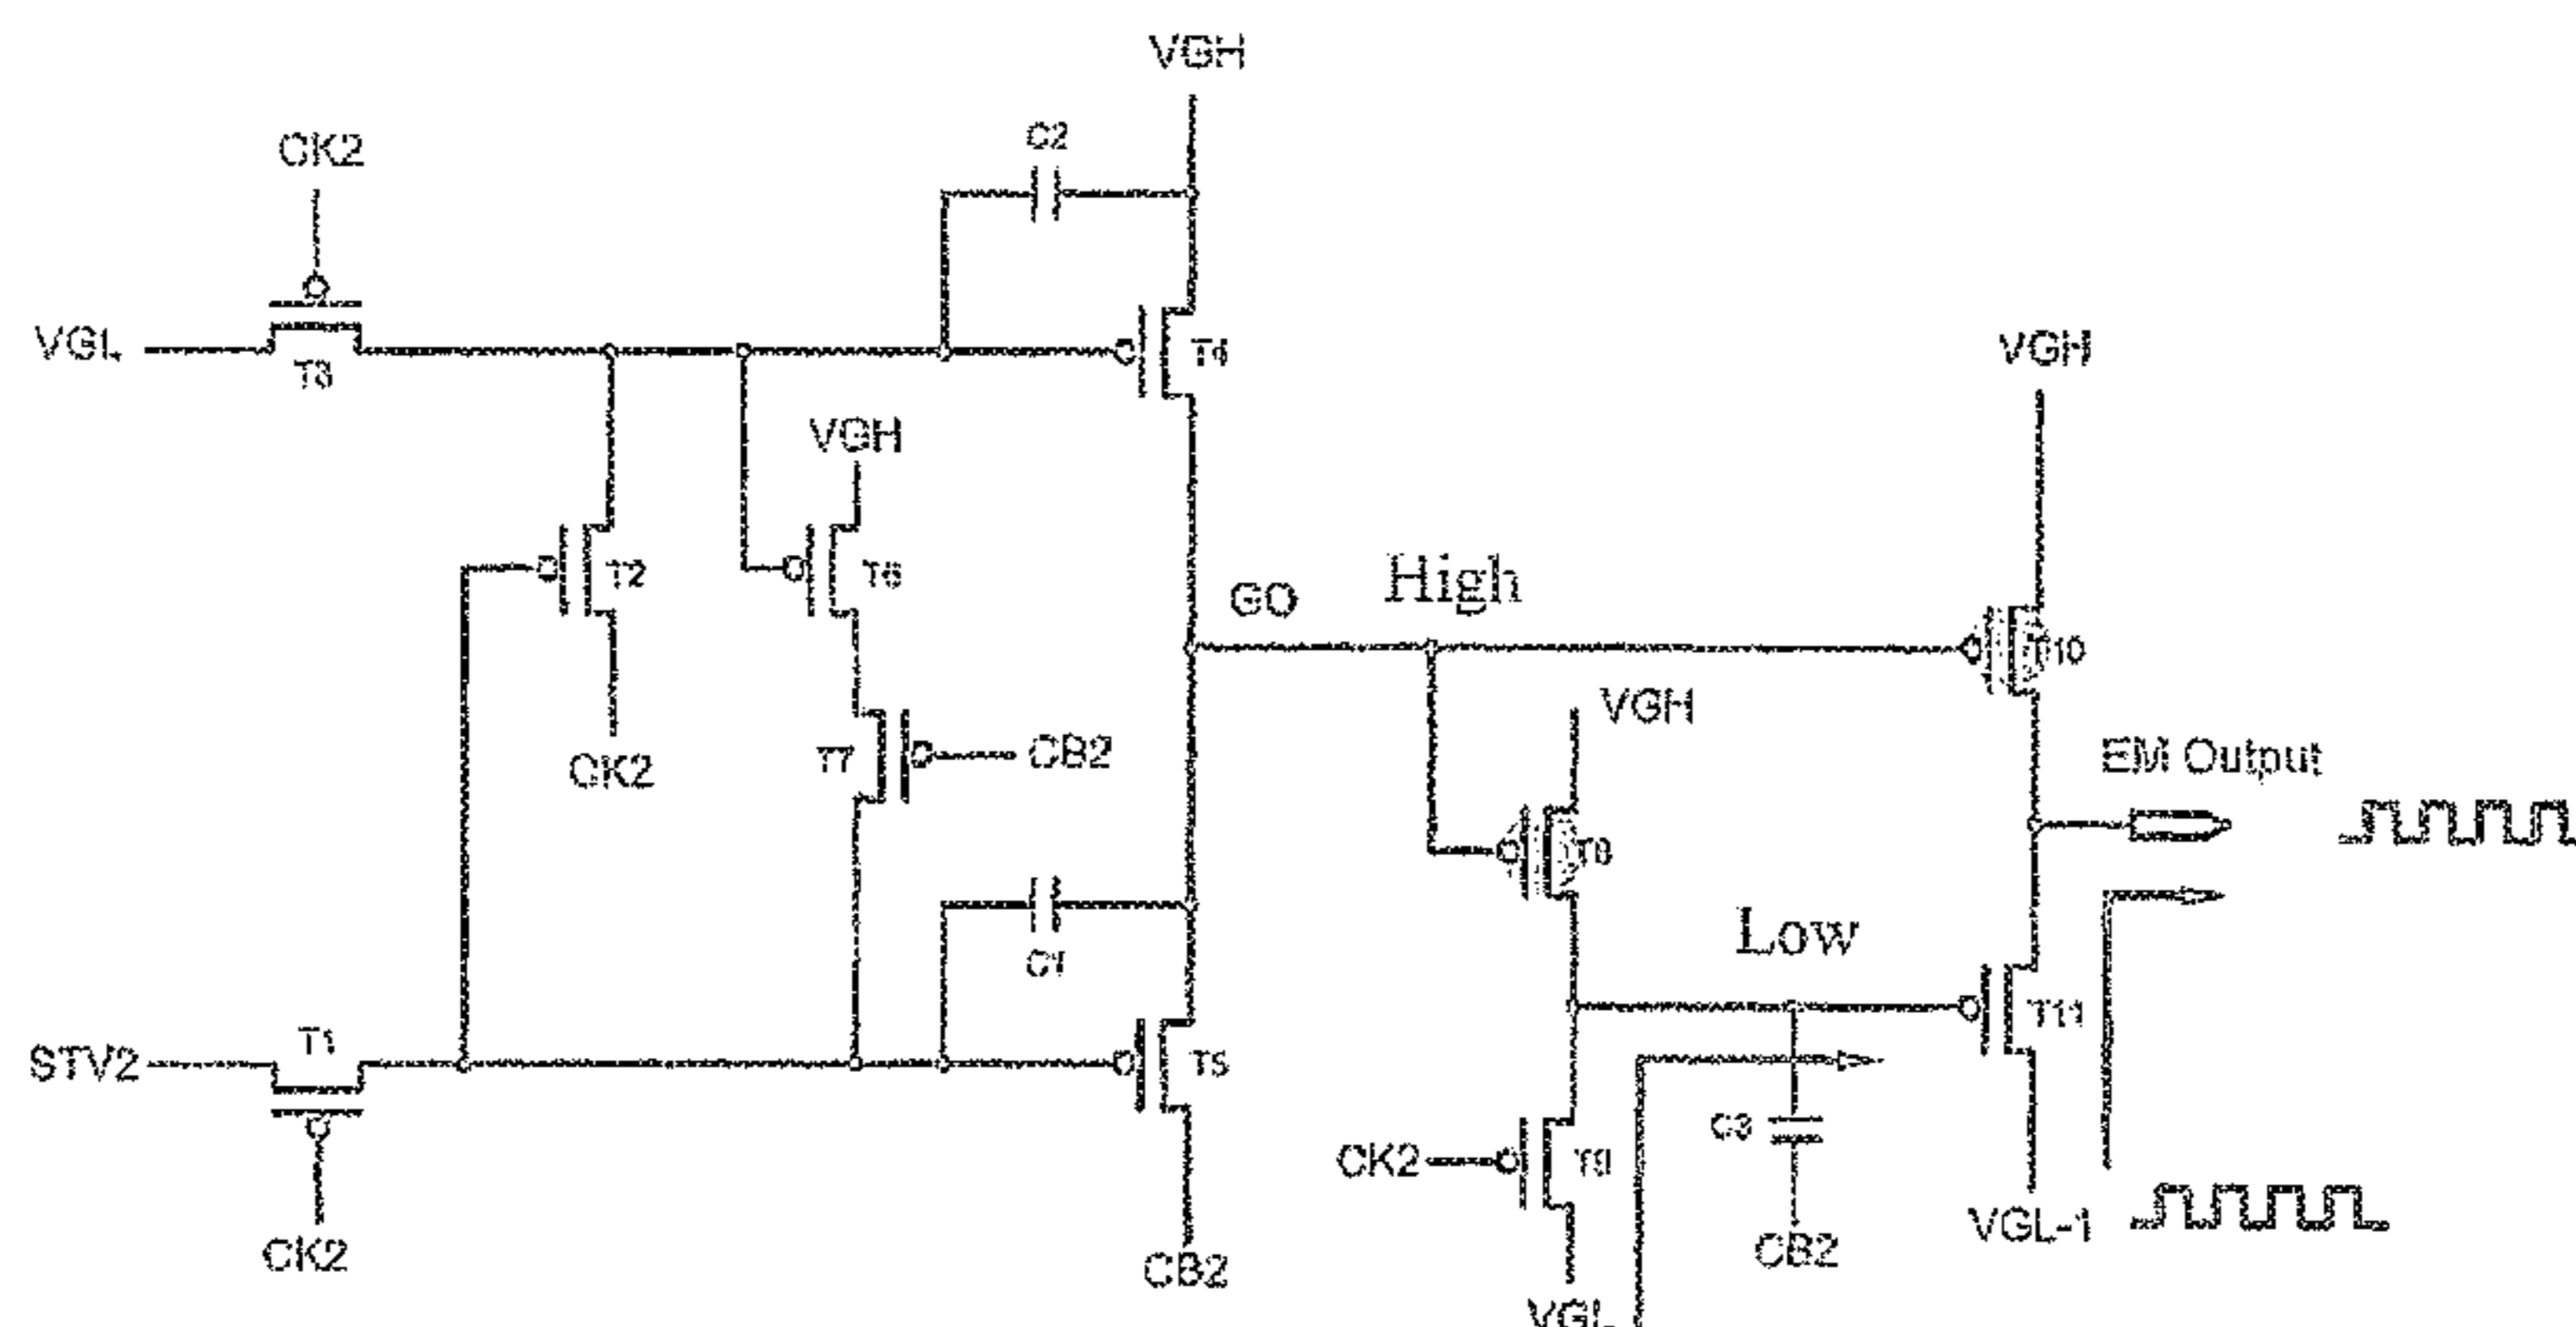 VGH
C2
CK2
VGL
T3
T4
VGH
VGH
T2
T6
GO
High
T10
VGH
CK2
T7
CB2
EM Output
T8
C1
Low
T1
STV2
T5
T11
CK2
T9
C3
CK2
CB2
CB2
VGL-1
VGL